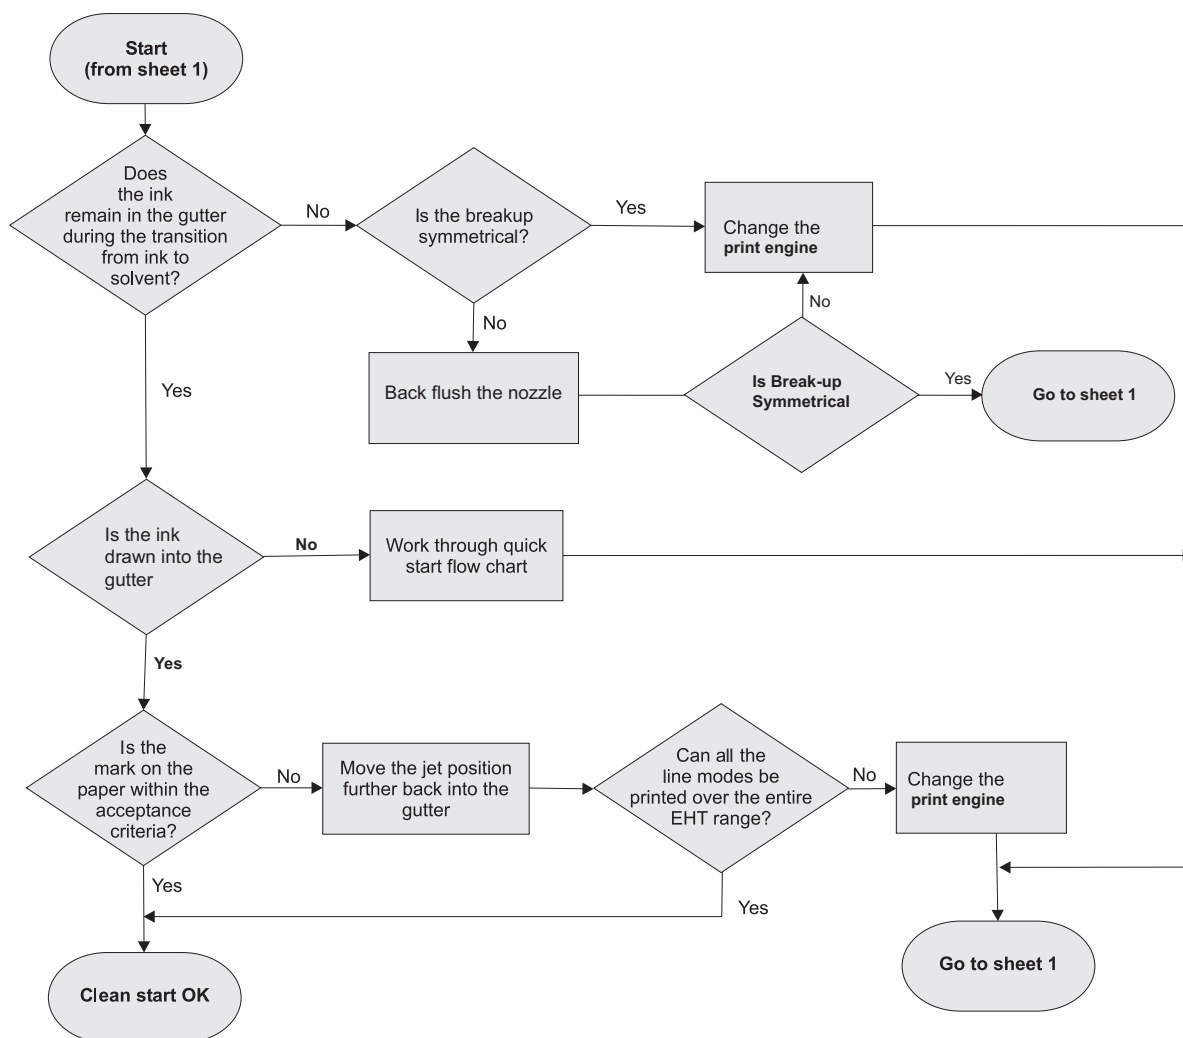 Start
(from sheet 1)
Does
the ink
remain in the gutter
during the transition
from ink to
solvent?
No
Is the breakup
symmetrical?
Yes
Change the
print engine
No
No
Back flush the nozzle
Is Break-up
Symmetrical
Yes
Go to sheet 1
Yes
Is the ink
drawn into the
gutter
No
Work through quick
start flow chart
Yes
Is the
mark on the
paper within the
acceptance
criteria?
No
Move the jet position
further back into the
gutter
Can all the
line modes be
printed over the entire
EHT range?
No
Change the
print engine
Yes
Yes
Go to sheet 1
Clean start OK